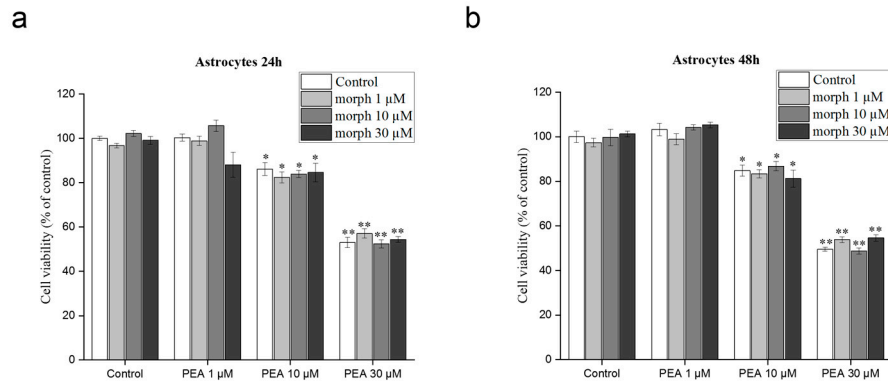 a
Astrocytes 24h
Control
morph 1 µM
morph 10 µM
morph 30 µM
Cell viability (% of control)
120
100
80
60
40
20
0
* * * *
** ** ** **
Control PEA 1 µM PEA 10 µM PEA 30 µM
b
Astrocytes 48h
Control
morph 1 µM
morph 10 µM
morph 30 µM
Cell viability (% of control)
120
100
80
60
40
20
0
* * * *
** ** ** **
Control PEA 1 µM PEA 10 µM PEA 30 µM